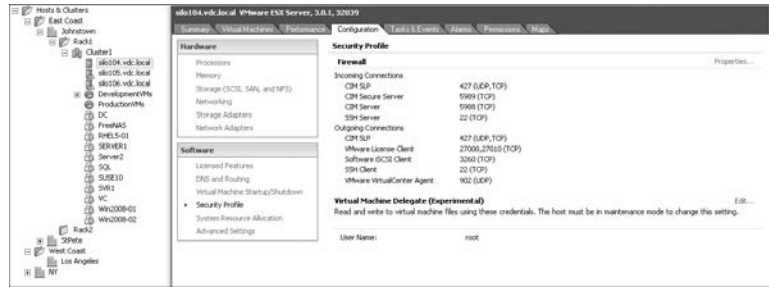 Hosts & Clusters
East Coast
Johnstown
Rack1
Cluster1
silo104.vdc.local
silo105.vdc.local
silo106.vdc.local
DevelopmentVMs
ProductionVMs
DC
FreeNAS
RHEL5-01
SERVER1
Server2
SQL
SUSE10
SVR1
VC
Win2008-01
Win2008-02
Rack2
StPete
West Coast
Los Angeles
NY
silo104.vdc.local VMware ESX Server, 3.0.1, 32039
Summary Virtual Machines Performance Configuration Tasks & Events Alarms Permissions Maps
Hardware
Processors
Memory
Storage (SCSI, SAN, and NFS)
Networking
Storage Adapters
Network Adapters
Software
Licensed Features
DNS and Routing
Virtual Machine Startup/Shutdown
Security Profile
System Resource Allocation
Advanced Settings
Security Profile
Firewall Properties...
Incoming Connections
CIM SLP 427 (UDP,TCP)
CIM Secure Server 5989 (TCP)
CIM Server 5988 (TCP)
SSH Server 22 (TCP)
Outgoing Connections
CIM SLP 427 (UDP,TCP)
VMware License Client 27000,27010 (TCP)
Software iSCSI Client 3260 (TCP)
SSH Client 22 (TCP)
VMware VirtualCenter Agent 902 (UDP)
Virtual Machine Delegate (Experimental) Edit...
Read and write to virtual machine files using these credentials. The host must be in maintenance mode to change this setting.
User Name: root